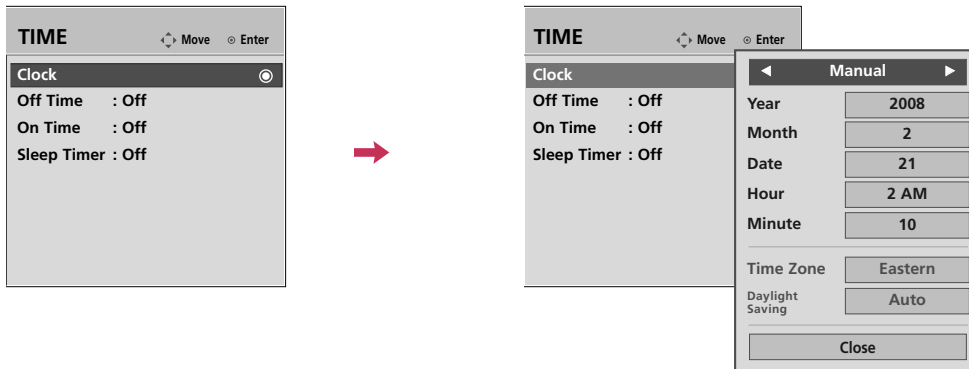 TIME Move Enter
Clock
Off Time : Off
On Time : Off
Sleep Timer : Off
TIME Move Enter
Clock
Off Time : Off
On Time : Off
Sleep Timer : Off
Manual
Year 2008
Month 2
Date 21
Hour 2 AM
Minute 10
Time Zone Eastern
Daylight
Saving Auto
Close